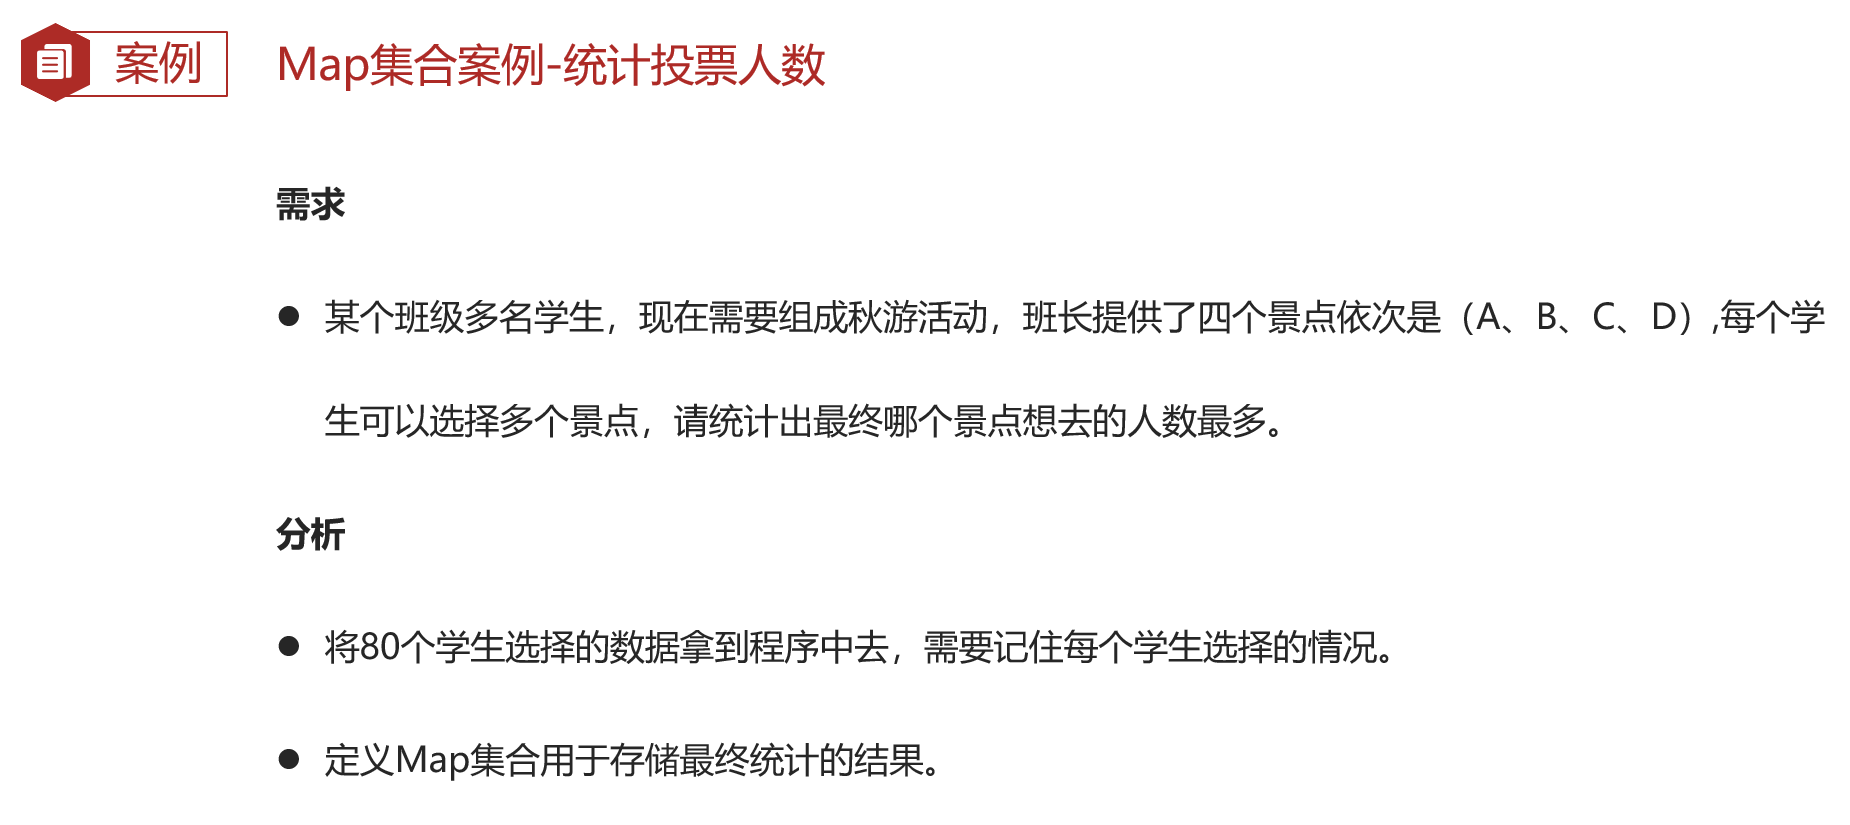 案例
Map集合案例-统计投票人数
需求
某个班级多名学生，现在需要组成秋游活动，班长提供了四个景点依次是（A、B、C、D）,每个学
生可以选择多个景点，请统计出最终哪个景点想去的人数最多。
分析
将80个学生选择的数据拿到程序中去，需要记住每个学生选择的情况。
定义Map集合用于存储最终统计的结果。